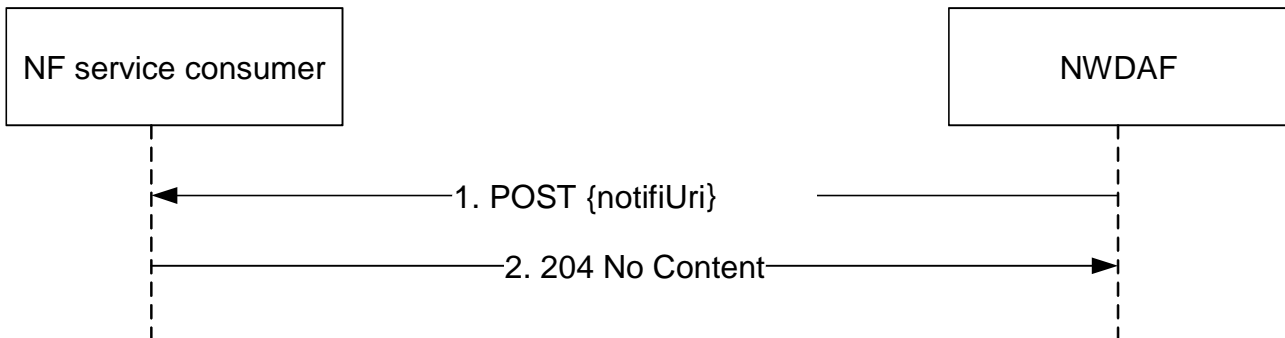 NF service consumer
NWDAF
1. POST {notifiUri}
2. 204 No Content